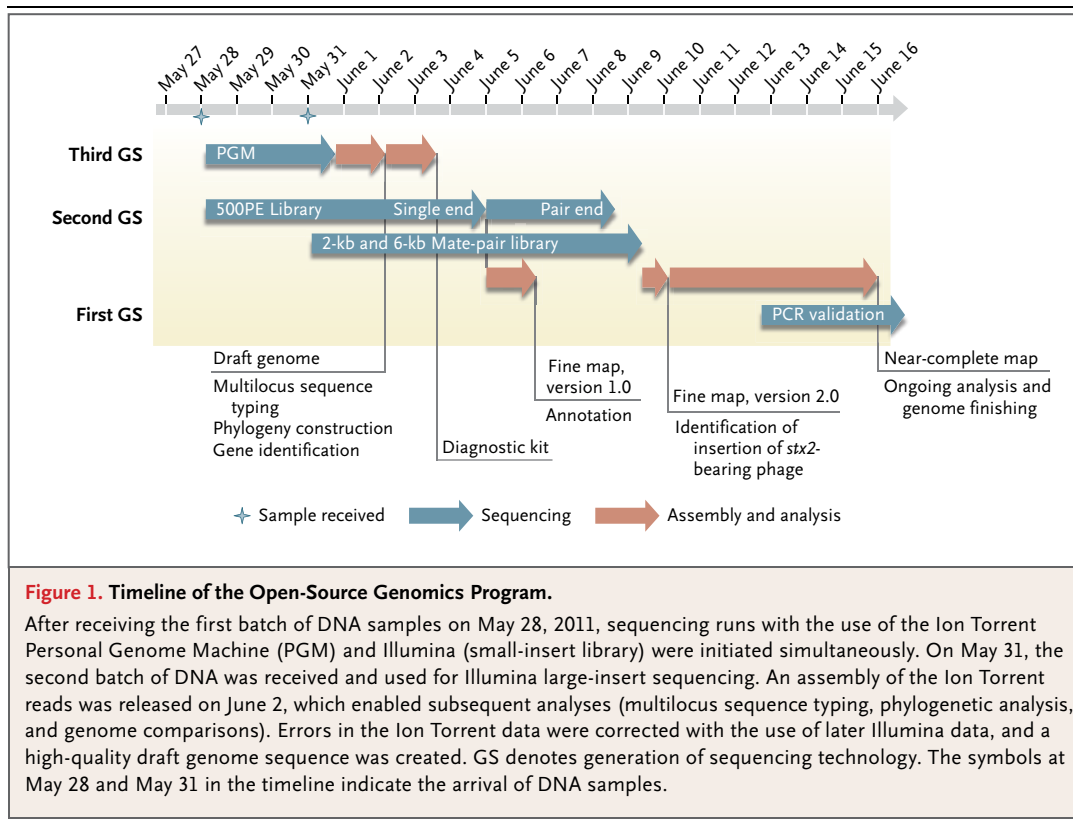 May 27
May 28
May 29
May 30
May 31
June 1
June 2
June 3
June 4
June 5
June 6
June 7
June 8
June 9
June 10
June 11
June 12
June 13
June 14
June 15
June 16
Third GS
PGM
Second GS
500PE Library
Single end
Pair end
2-kb and 6-kb Mate-pair library
First GS
PCR validation
Draft genome
Multilocus sequence
typing
Phylogeny construction
Gene identification
Diagnostic kit
Fine map,
version 1.0
Annotation
Fine map, version 2.0
Identification of
insertion of stx2-
bearing phage
Near-complete map
Ongoing analysis and
genome finishing
Sample received
Sequencing
Assembly and analysis
Figure 1. Timeline of the Open-Source Genomics Program.
After receiving the first batch of DNA samples on May 28, 2011, sequencing runs with the use of the Ion Torrent
Personal Genome Machine (PGM) and Illumina (small-insert library) were initiated simultaneously. On May 31, the
second batch of DNA was received and used for Illumina large-insert sequencing. An assembly of the Ion Torrent
reads was released on June 2, which enabled subsequent analyses (multilocus sequence typing, phylogenetic analysis,
and genome comparisons). Errors in the Ion Torrent data were corrected with the use of later Illumina data, and a
high-quality draft genome sequence was created. GS denotes generation of sequencing technology. The symbols at
May 28 and May 31 in the timeline indicate the arrival of DNA samples.